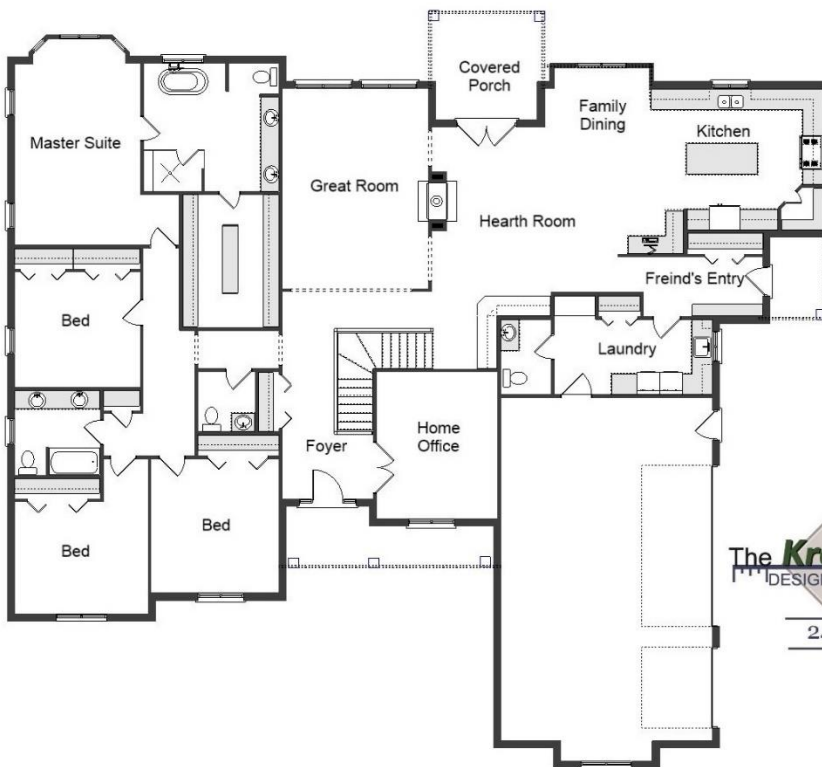 Covered
Porch
Family
Dining
Kitchen
Master Suite
Great Room
Hearth Room
Freind's Entry
Bed
Laundry
Home
Office
Foyer
Bed
Bed
The